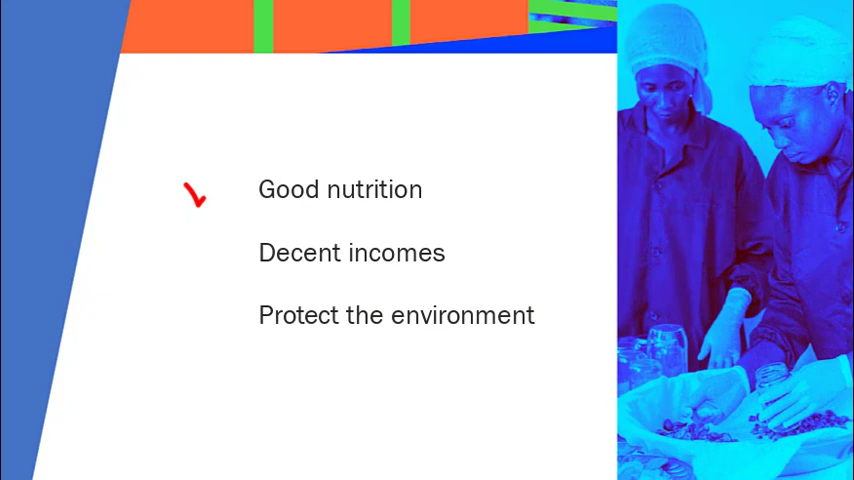 Good nutrition
Decent incomes
Protect the environment